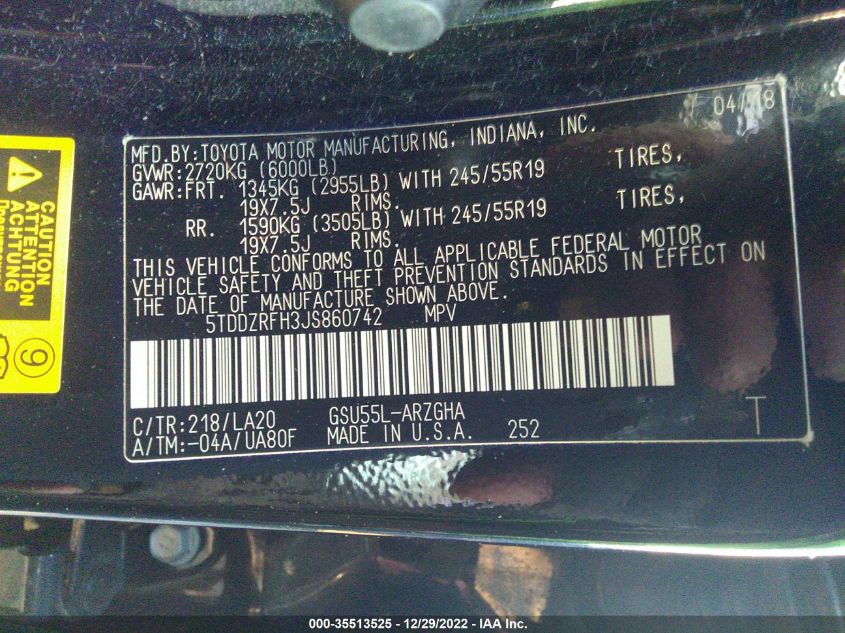 04/18
MFD.BY:TOYOTA MOTOR MANUFACTURING, INDIANA, INC.
GVWR:2720KG (6000LB)
GAWR:FRT. 1345KG (2955LB) WITH 245/55R19 TIRES,
19X7.5J RIMS.
RR. 1590KG (3505LB) WITH 245/55R19 TIRES,
19X7.5J RIMS.
THIS VEHICLE CONFORMS TO ALL APPLICABLE FEDERAL MOTOR
VEHICLE SAFETY AND THEFT PREVENTION STANDARDS IN EFFECT ON
THE DATE OF MANUFACTURE SHOWN ABOVE.
5TDDZRFH3JS860742 MPV
C/TR:218/LA20 GSU55L-ARZGHA
A/TM:-04A/UA80F MADE IN U.S.A. 252
T
CAUTION
ATTENTION
ACHTUNG
9
000-35513525 - 12/29/2022 - IAA Inc.